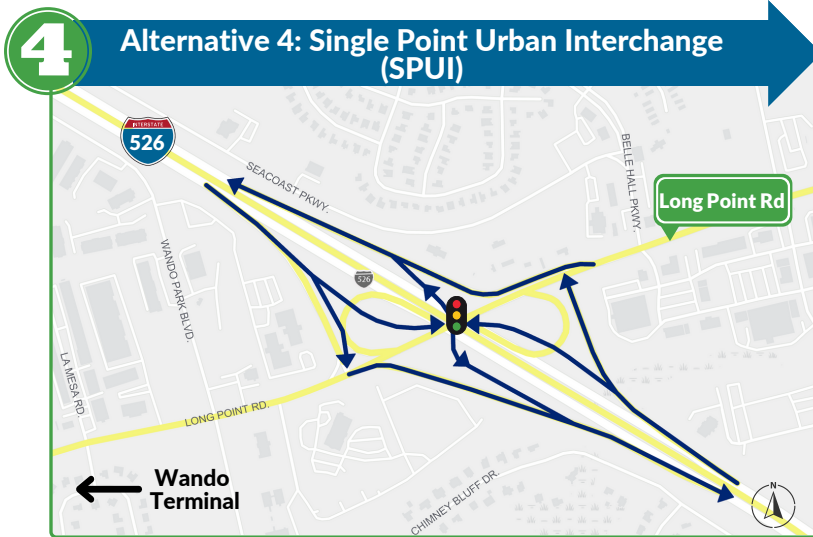 4
Alternative 4: Single Point Urban Interchange
(SPUI)
INTERSTATE
526
SEACOAST PKWY.
BELLE HALL PKWY.
Long Point Rd
WANDO PARK BLVD.
526
LA MESA RD.
LONG POINT RD.
Wando
Terminal
CHIMNEY BLUFF DR.
N